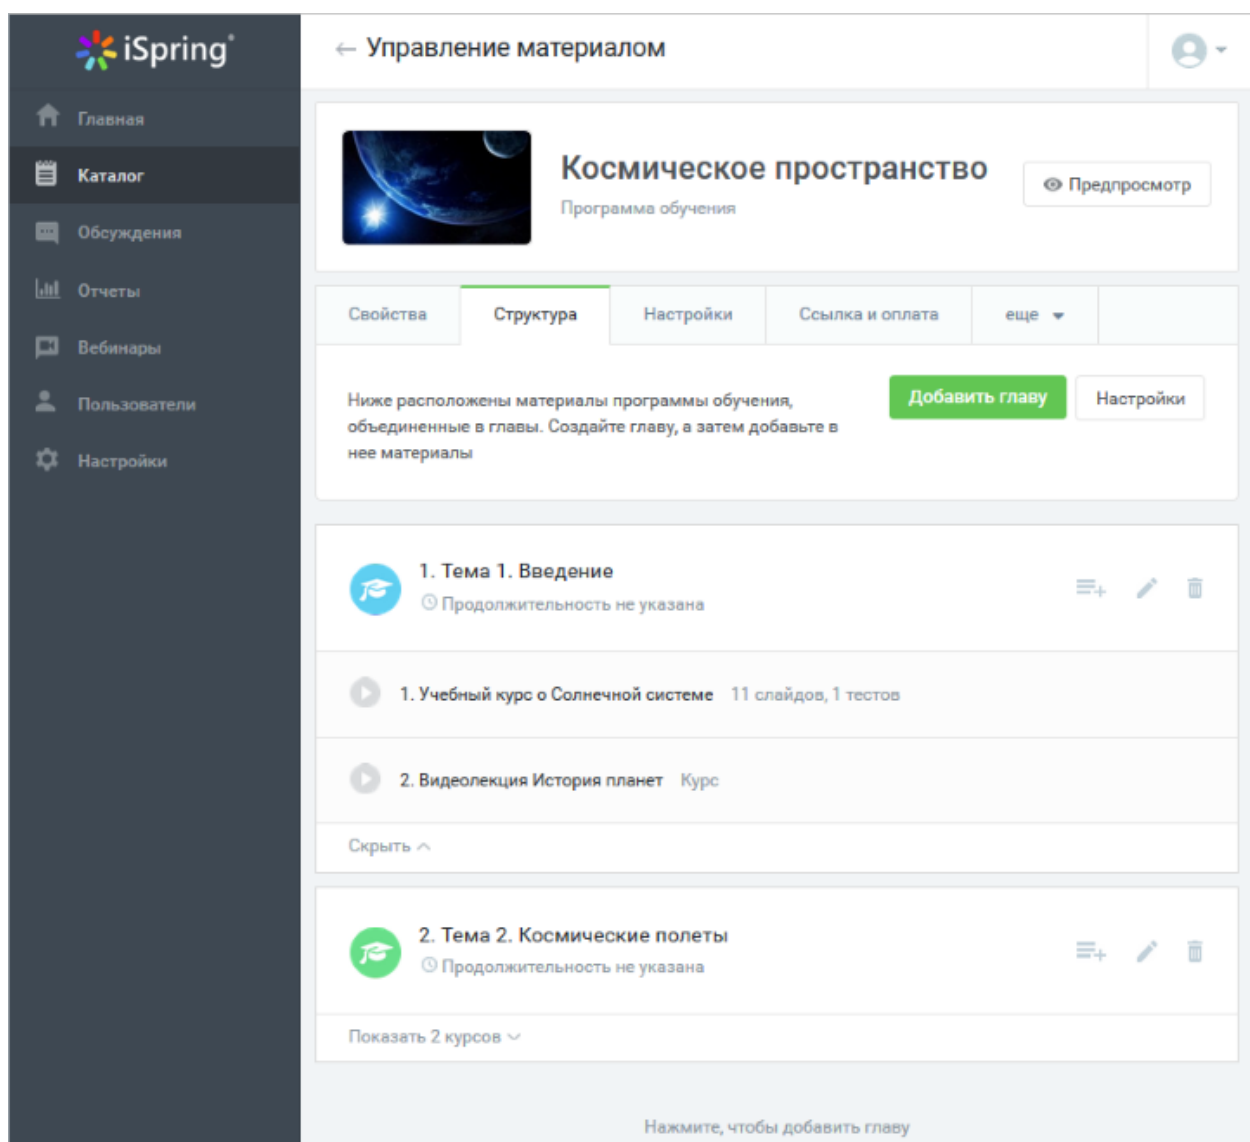 iSpring®
← Управление материалом
Главная
Каталог
Обсуждения
Отчеты
Вебинары
Пользователи
Настройки
Космическое пространство
Программа обучения
Предпросмотр
Свойства
Структура
Настройки
Ссылка и оплата
еще
Ниже расположены материалы программы обучения,
объединенные в главы. Создайте главу, а затем добавьте в
нее материалы
Добавить главу
Настройки
1. Тема 1. Введение
Продолжительность не указана
1. Учебный курс о Солнечной системе 11 слайдов, 1 тестов
2. Видеолекция История планет Курс
Скрыть
2. Тема 2. Космические полеты
Продолжительность не указана
Показать 2 курсов
Нажмите, чтобы добавить главу